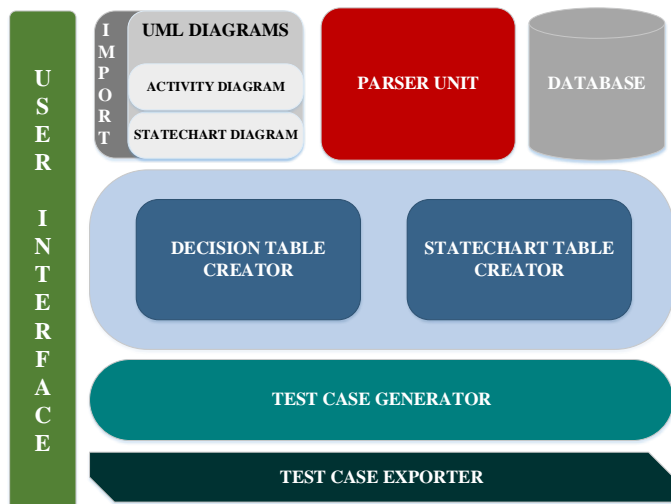 USER INTERFACE
IMPORT
UML DIAGRAMS
ACTIVITY DIAGRAM
STATECHART DIAGRAM
PARSER UNIT
DATABASE
DECISION TABLE
CREATOR
STATECHART TABLE
CREATOR
TEST CASE GENERATOR
TEST CASE EXPORTER